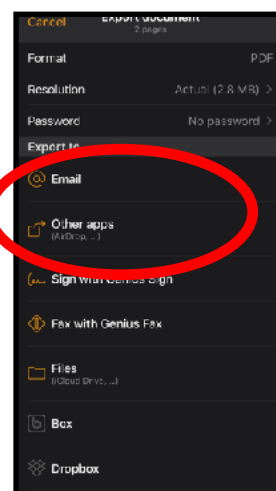 Cancel
Export document
2 pages
Format
PDF
Resolution
Actual (2.8 MB) >
Password
No password >
Export to
Email
Other apps
(AirDrop, ...)
Sign with Genius Sign
Fax with Genius Fax
Files
(iCloud Drive, ...)
Box
Dropbox